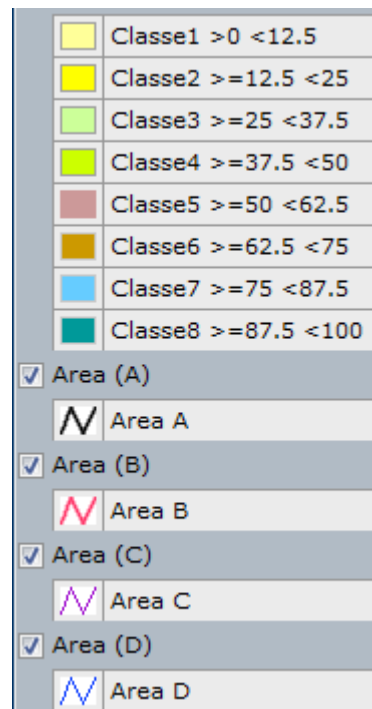 Classe1 >0 <12.5
Classe2 >=12.5 <25
Classe3 >=25 <37.5
Classe4 >=37.5 <50
Classe5 >=50 <62.5
Classe6 >=62.5 <75
Classe7 >=75 <87.5
Classe8 >=87.5 <100
Area (A)
Area A
Area (B)
Area B
Area (C)
Area C
Area (D)
Area D